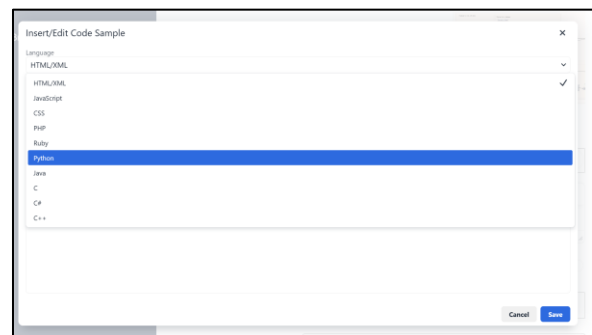 Insert/Edit Code Sample
Language
HTML/XML
HTML/XML
JavaScript
CSS
PHP
Ruby
Python
Java
C
C#
C++
Cancel Save